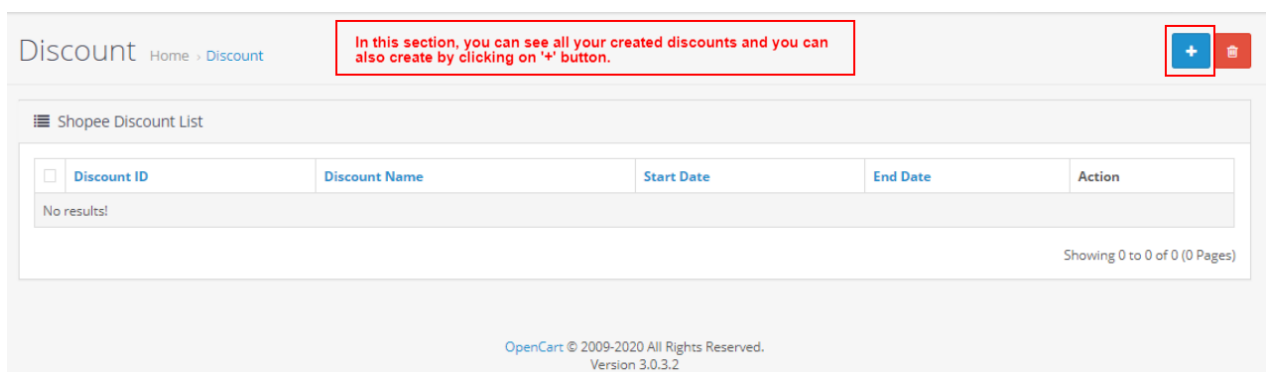 Discount Home › Discount
In this section, you can see all your created discounts and you can
also create by clicking on '+' button.
+
Shopee Discount List
Discount ID Discount Name Start Date End Date Action
No results!
Showing 0 to 0 of 0 (0 Pages)
OpenCart © 2009-2020 All Rights Reserved.
Version 3.0.3.2